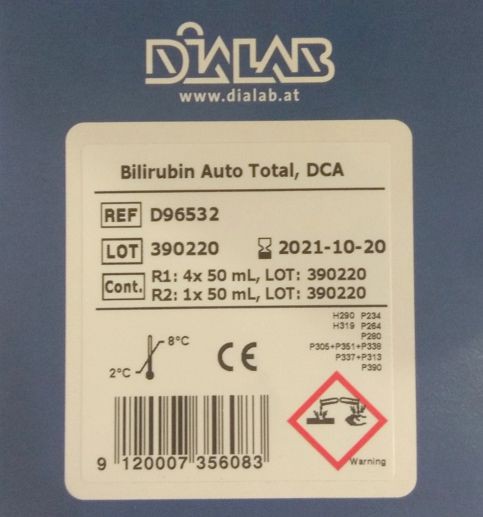 DIALAB
www.dialab.at
Bilirubin Auto Total, DCA
REF D96532
LOT 390220 2021-10-20
Cont. R1: 4x 50 mL, LOT: 390220
R2: 1x 50 mL, LOT: 390220
H290 P234
H319 P264
P280
P305+P351+P338
P337+P313
P390
8°C
2°C
CE
9 120007 356083
Warning